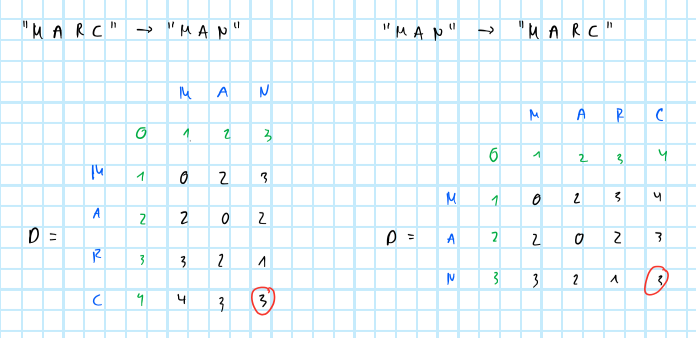 "MARC" → "MAN"
"MAN" → "MARC"
M A N
0 1 2 3
M 1 0 2 3
A 2 2 0 2
D =
R 3 3 2 1
C 4 4 3 3
M A R C
0 1 2 3 4
M 1 0 2 3 4
D = A 2 2 0 2 3
N 3 3 2 1 3